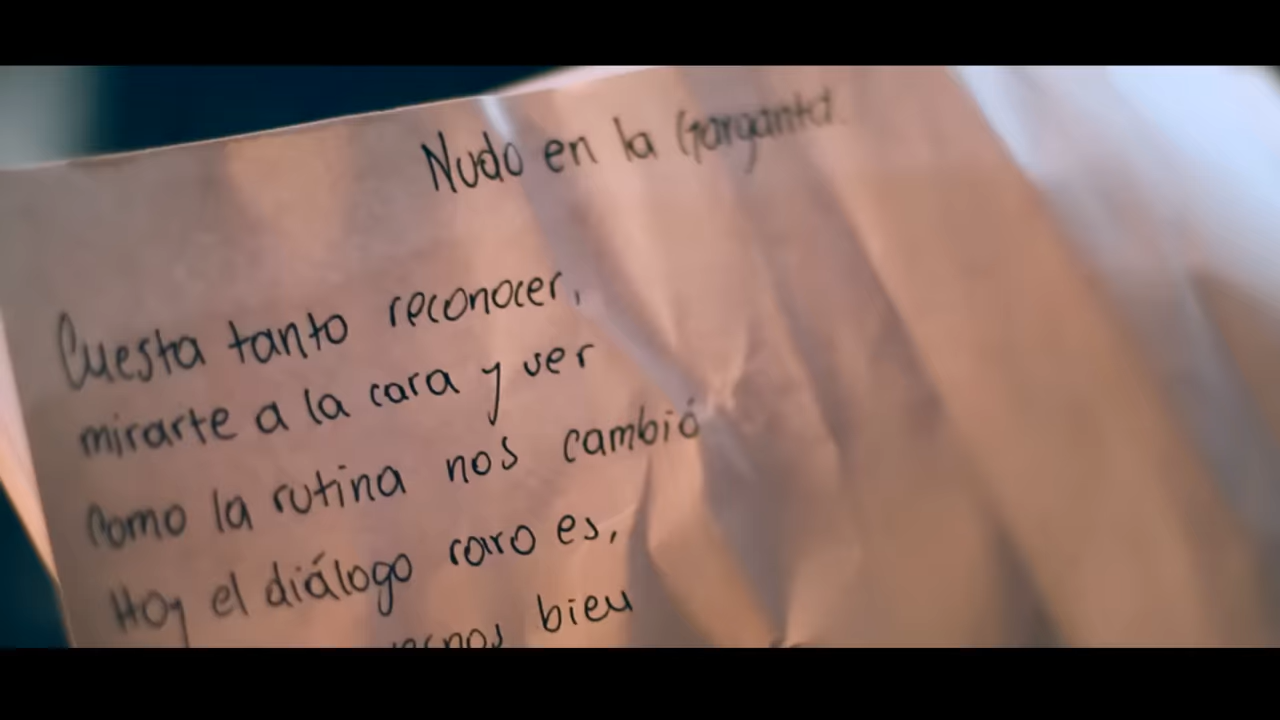 Nudo en la Garganta
Cuesta tanto reconocer,
mirarte a la cara y ver
Como la rutina nos cambió
Hoy el diálogo raro es,
bien